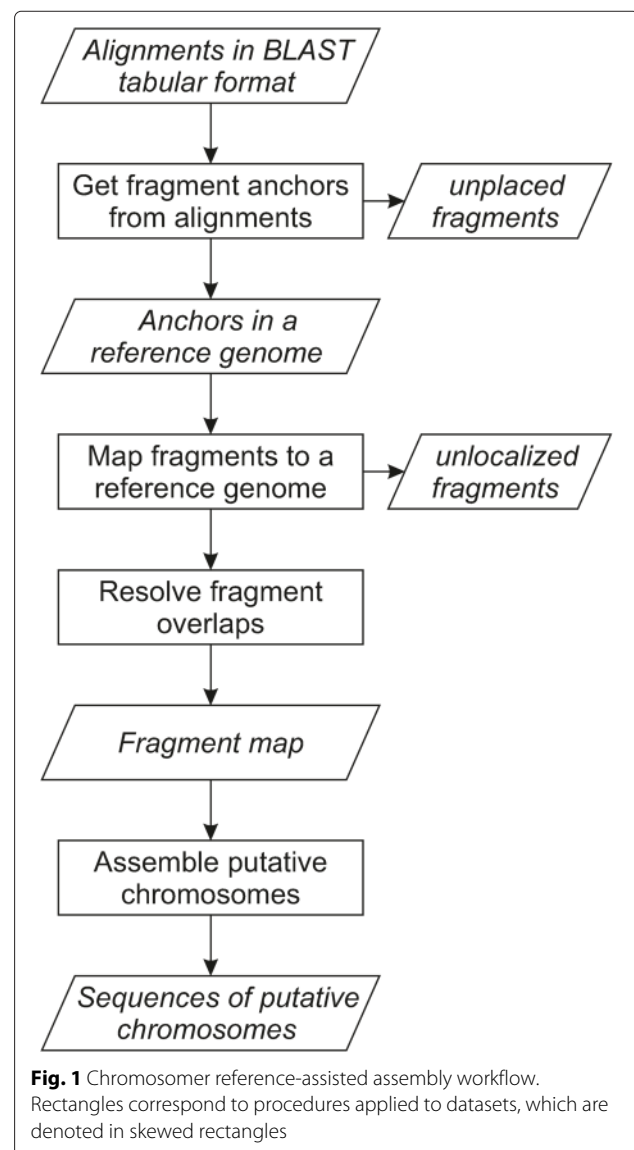 Alignments in BLAST
tabular format
Get fragment anchors
from alignments
unplaced
fragments
Anchors in a
reference genome
Map fragments to a
reference genome
unlocalized
fragments
Resolve fragment
overlaps
Fragment map
Assemble putative
chromosomes
Sequences of putative
chromosomes
Fig. 1 Chromosomer reference-assisted assembly workflow.
Rectangles correspond to procedures applied to datasets, which are
denoted in skewed rectangles